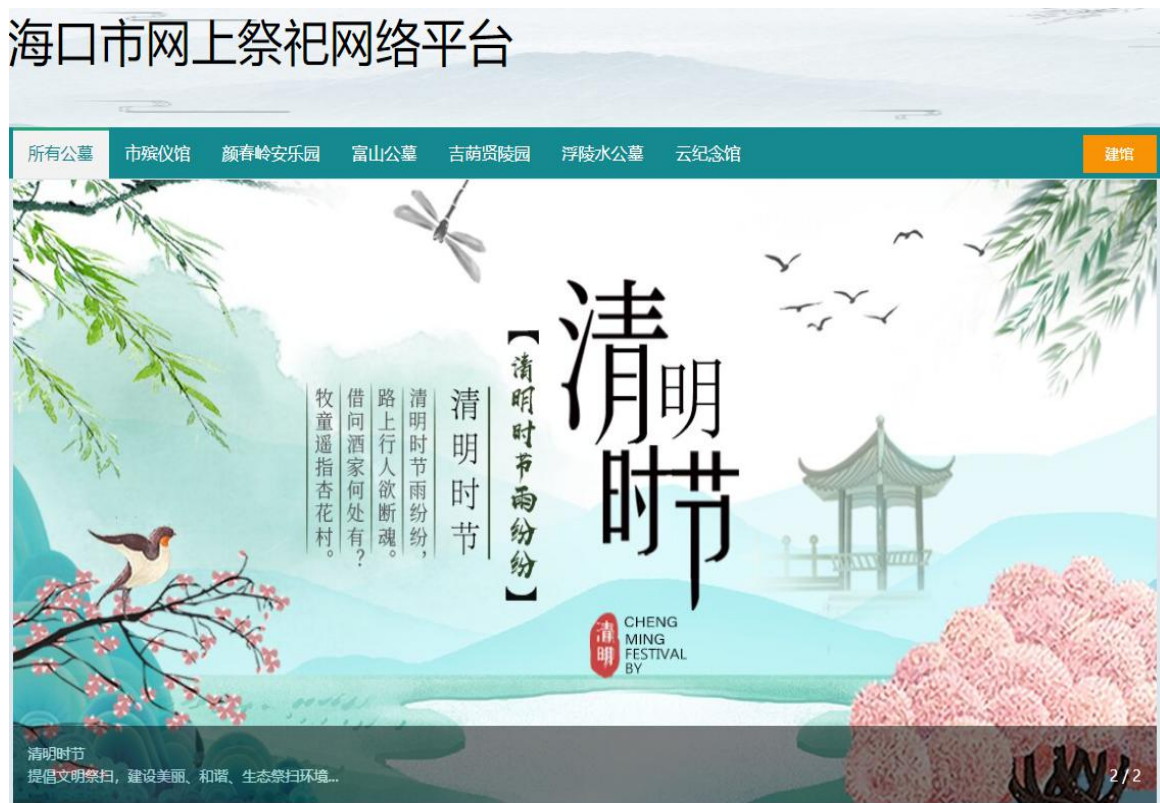 海口市网上祭祀网络平台
所有公墓 市殡仪馆 颜春岭安乐园 富山公墓 吉荫贤陵园 浮陵水公墓 云纪念馆 建馆
清明时节
【清明时节雨纷纷】
清明时节
清明时节雨纷纷，
路上行人欲断魂。
借问酒家何处有？
牧童遥指杏花村。
清明
CHENG
MING
FESTIVAL
BY
清明时节
提倡文明祭扫，建设美丽、和谐、生态祭扫环境...
2 / 2